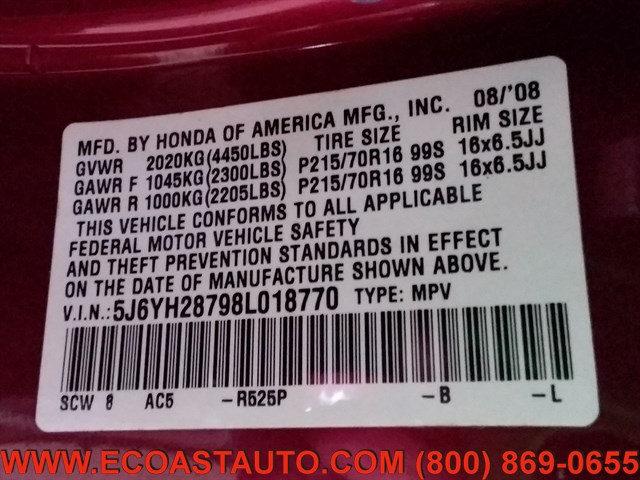 MFD. BY HONDA OF AMERICA MFG., INC. 08/'08
GVWR 2020KG(4450LBS) TIRE SIZE RIM SIZE
GAWR F 1045KG(2300LBS) P215/70R16 99S 16x6.5JJ
GAWR R 1000KG(2205LBS) P215/70R16 99S 16x6.5JJ
THIS VEHICLE CONFORMS TO ALL APPLICABLE
FEDERAL MOTOR VEHICLE SAFETY
AND THEFT PREVENTION STANDARDS IN EFFECT
ON THE DATE OF MANUFACTURE SHOWN ABOVE.
V.I.N.:5J6YH28798L018770 TYPE: MPV
SCW 8 AC5 -R525P -B -L
WWW.ECOASTAUTO.COM (800) 869-0655